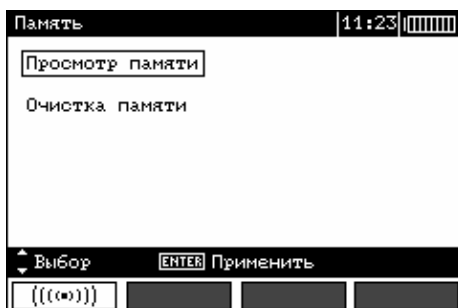 Память 11:23
Просмотр памяти
Очистка памяти
Выбор ENTER Применить